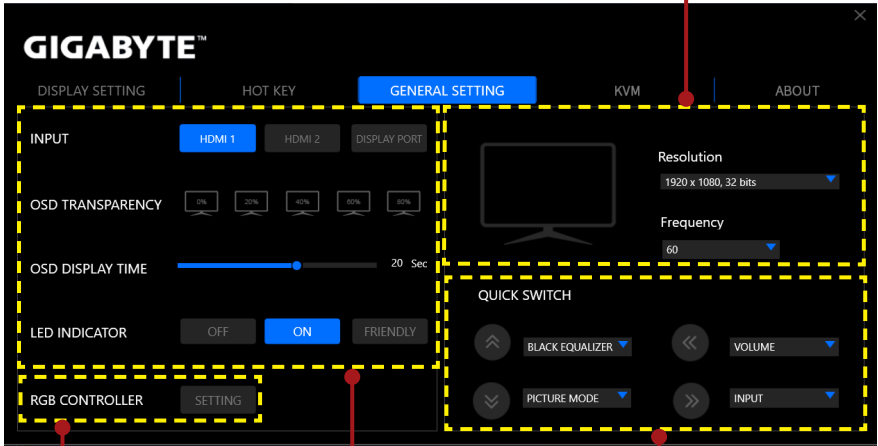 GIGABYTE™
DISPLAY SETTING HOT KEY GENERAL SETTING KVM ABOUT
INPUT HDMI 1 HDMI 2 DISPLAY PORT
OSD TRANSPARENCY 0% 20% 40% 60% 80%
OSD DISPLAY TIME 20 Sec
LED INDICATOR OFF ON FRIENDLY
RGB CONTROLLER SETTING
Resolution
1920 x 1080, 32 bits
Frequency
60
QUICK SWITCH
BLACK EQUALIZER VOLUME
PICTURE MODE INPUT